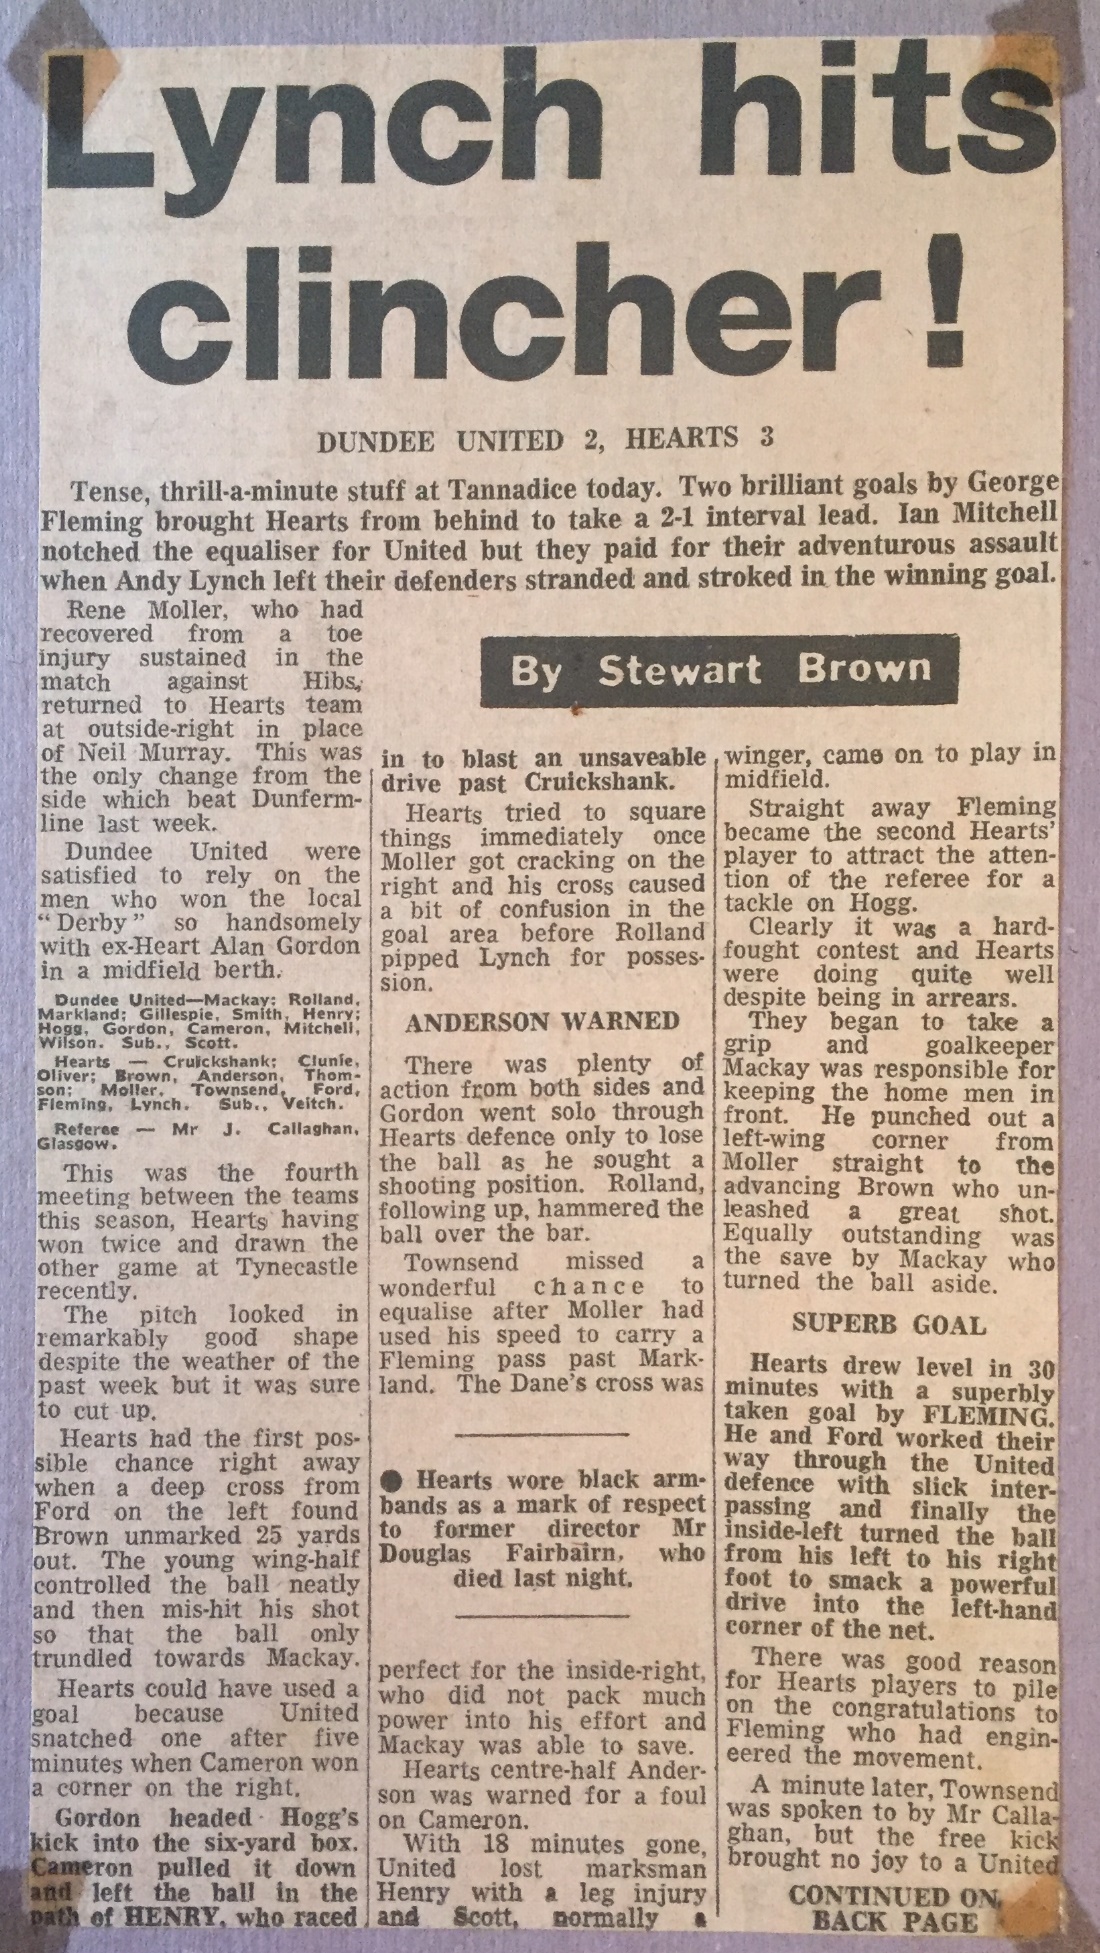 Lynch hits
clincher!
DUNDEE UNITED 2, HEARTS 3
Tense, thrill-a-minute stuff at Tannadice today. Two brilliant goals by George
Fleming brought Hearts from behind to take a 2-1 interval lead. Ian Mitchell
notched the equaliser for United but they paid for their adventurous assault
when Andy Lynch left their defenders stranded and stroked in the winning goal.
By Stewart Brown
Rene Moller, who had
recovered from a toe
injury sustained in the
match against Hibs,
returned to Hearts team
at outside-right in place
of Neil Murray. This was
the only change from the
side which beat Dunferm-
line last week.
Dundee United were
satisfied to rely on the
men who won the local
"Derby" so handsomely
with ex-Heart Alan Gordon
in a midfield berth.
Dundee United—Mackay; Rolland,
Markland; Gillespie, Smith, Henry;
Hogg, Gordon, Cameron, Mitchell,
Wilson. Sub., Scott.
Hearts — Cruickshank; Clunie,
Oliver; Brown, Anderson, Thom-
son; Moller, Townsend, Ford,
Fleming, Lynch. Sub., Veitch.
Referee — Mr J. Callaghan,
Glasgow.
This was the fourth
meeting between the teams
this season, Hearts having
won twice and drawn the
other game at Tynecastle
recently.
The pitch looked in
remarkably good shape
despite the weather of the
past week but it was sure
to cut up.
Hearts had the first pos-
sible chance right away
when a deep cross from
Ford on the left found
Brown unmarked 25 yards
out. The young wing-half
controlled the ball neatly
and then mis-hit his shot
so that the ball only
trundled towards Mackay.
Hearts could have used a
goal because United
snatched one after five
minutes when Cameron won
a corner on the right.
Gordon headed Hogg's
kick into the six-yard box.
Cameron pulled it down
and left the ball in the
path of HENRY, who raced
in to blast an unsaveable
drive past Cruickshank.
Hearts tried to square
things immediately once
Moller got cracking on the
right and his cross caused
a bit of confusion in the
goal area before Rolland
pipped Lynch for posses-
sion.
ANDERSON WARNED
There was plenty of
action from both sides and
Gordon went solo through
Hearts defence only to lose
the ball as he sought a
shooting position. Rolland,
following up, hammered the
ball over the bar.
Townsend missed a
wonderful chance to
equalise after Moller had
used his speed to carry a
Fleming pass past Mark-
land. The Dane's cross was
● Hearts wore black arm-
bands as a mark of respect
to former director Mr
Douglas Fairbairn, who
died last night.
perfect for the inside-right,
who did not pack much
power into his effort and
Mackay was able to save.
Hearts centre-half Ander-
son was warned for a foul
on Cameron.
With 18 minutes gone,
United lost marksman
Henry with a leg injury
and Scott, normally a
winger, came on to play in
midfield.
Straight away Fleming
became the second Hearts'
player to attract the atten-
tion of the referee for a
tackle on Hogg.
Clearly it was a hard-
fought contest and Hearts
were doing quite well
despite being in arrears.
They began to take a
grip and goalkeeper
Mackay was responsible for
keeping the home men in
front. He punched out a
left-wing corner from
Moller straight to the
advancing Brown who un-
leashed a great shot.
Equally outstanding was
the save by Mackay who
turned the ball aside.
SUPERB GOAL
Hearts drew level in 30
minutes with a superbly
taken goal by FLEMING.
He and Ford worked their
way through the United
defence with slick inter-
passing and finally the
inside-left turned the ball
from his left to his right
foot to smack a powerful
drive into the left-hand
corner of the net.
There was good reason
for Hearts players to pile
on the congratulations to
Fleming who had engin-
eered the movement.
A minute later, Townsend
was spoken to by Mr Calla-
ghan, but the free kick
brought no joy to a United
CONTINUED ON
BACK PAGE